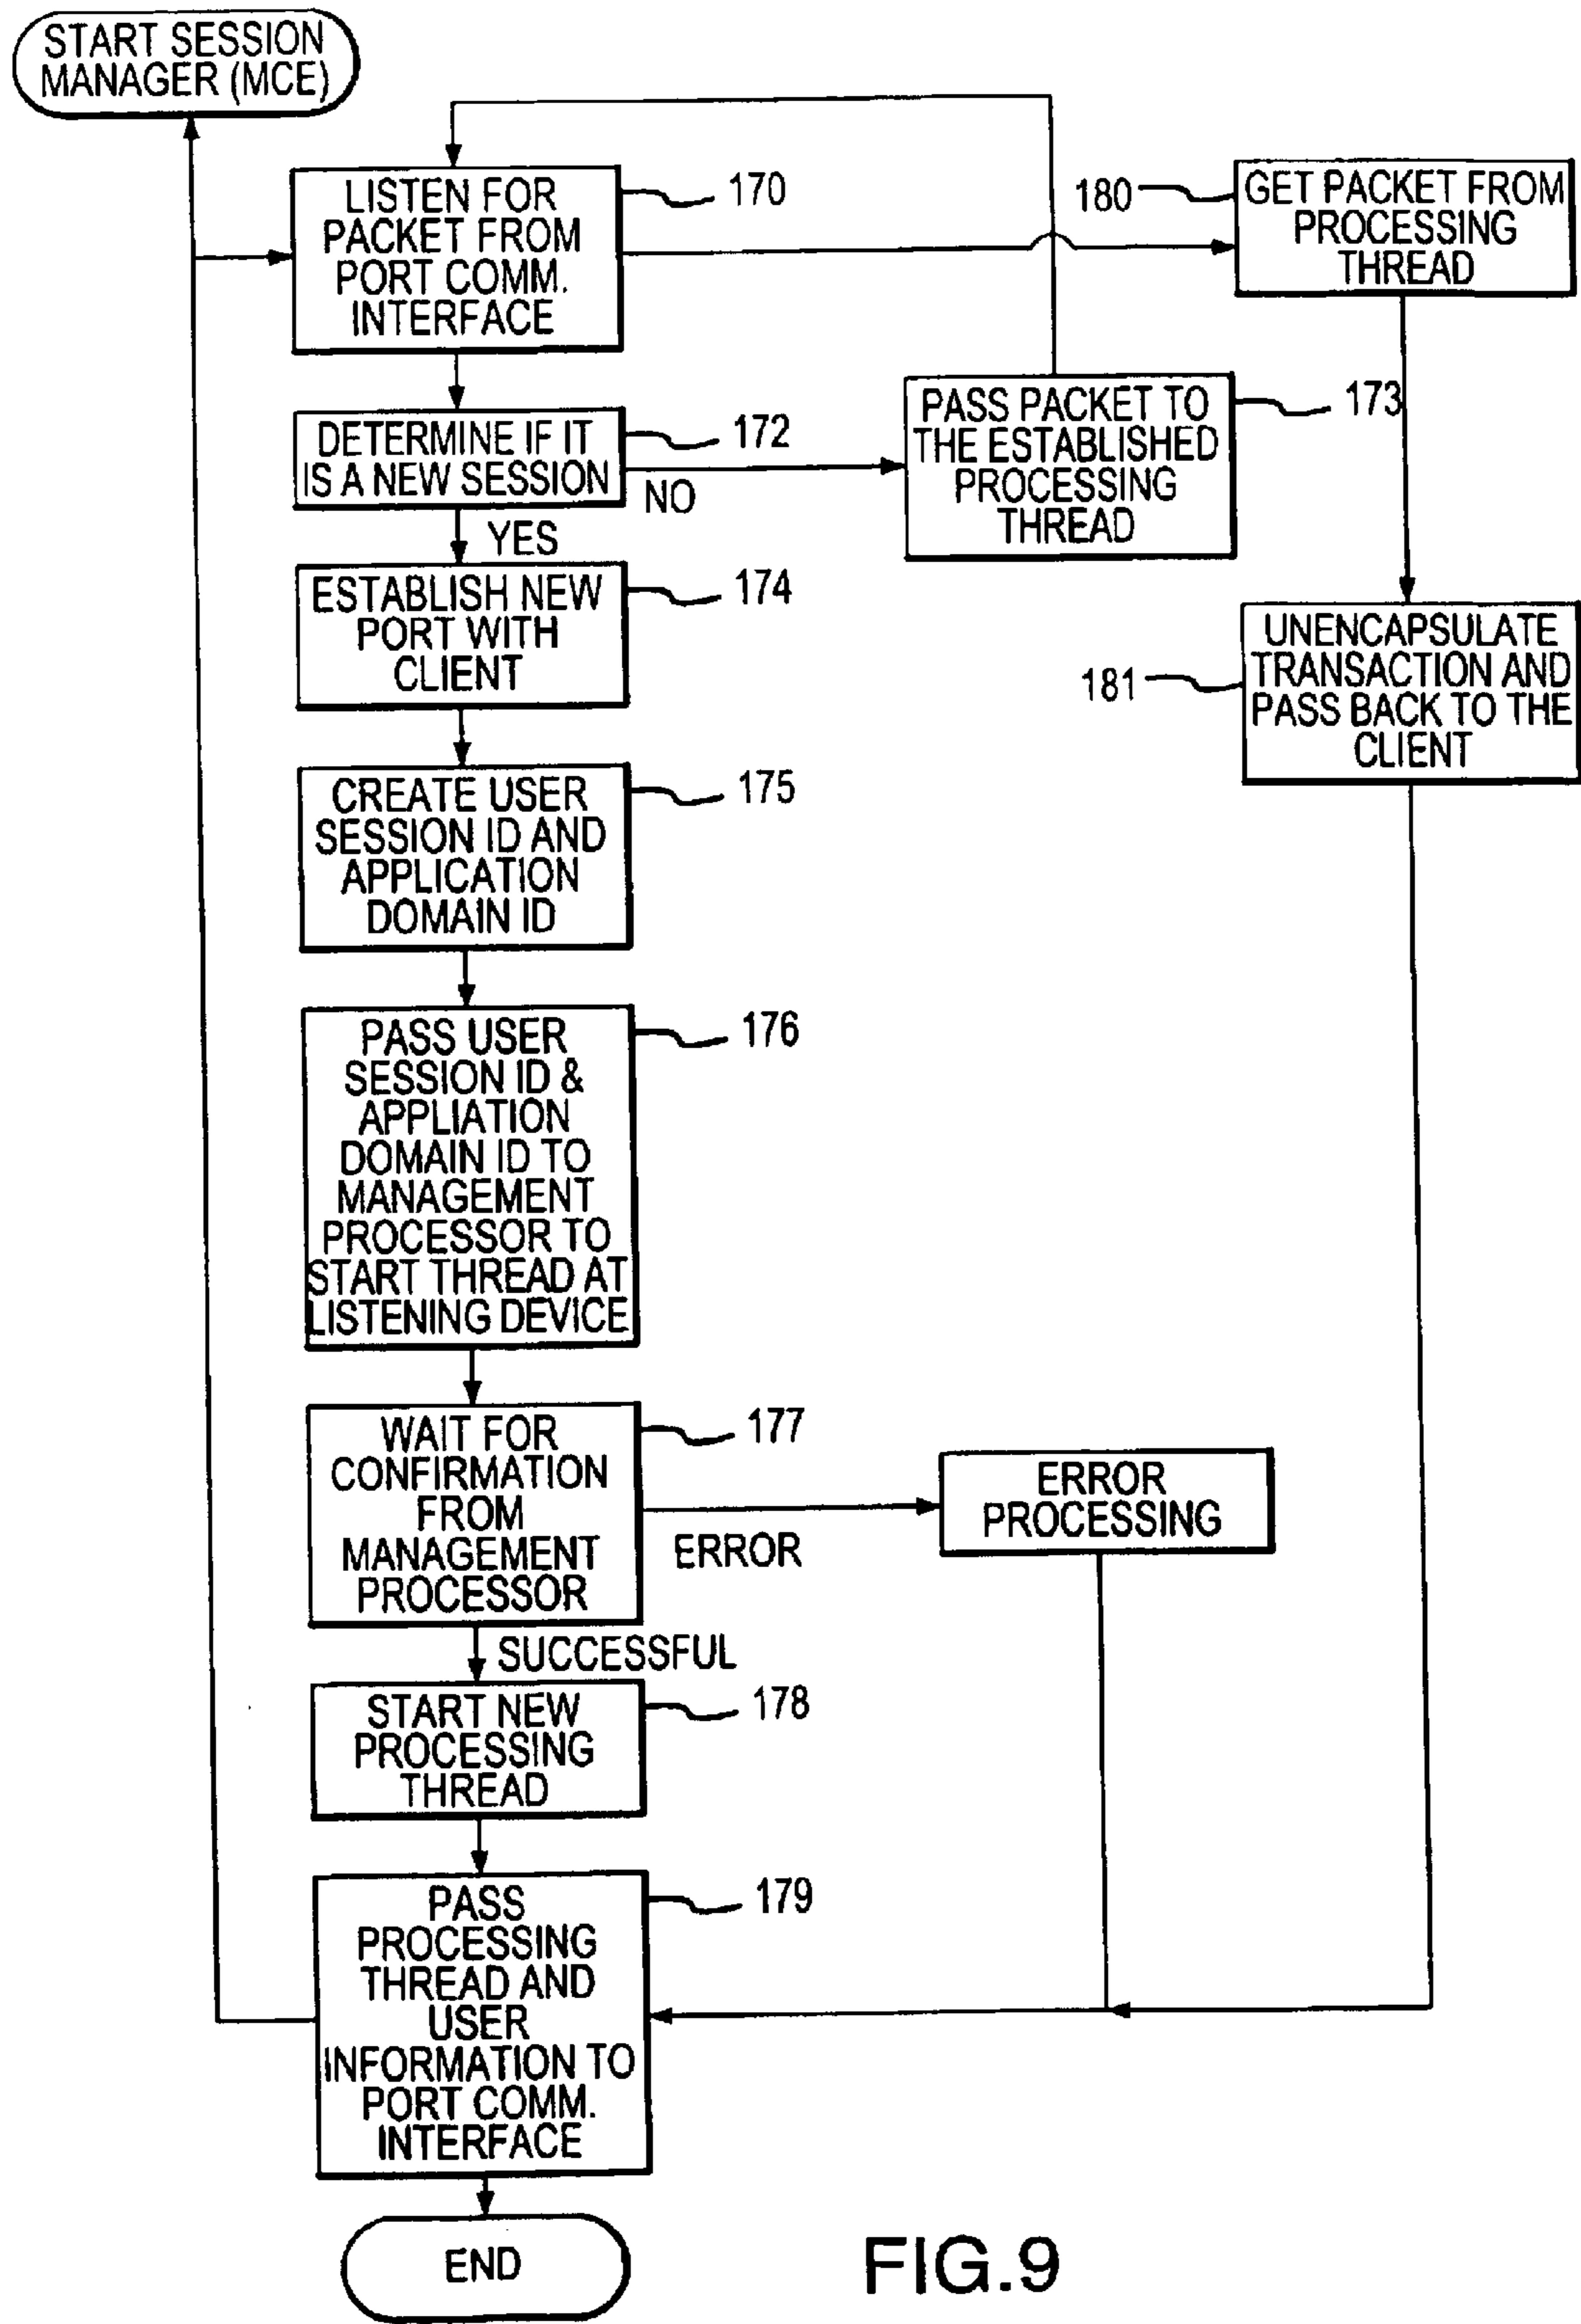 START SESSION
MANAGER (MCE)
LISTEN FOR
PACKET FROM
PORT COMM.
INTERFACE
170
180
GET PACKET FROM
PROCESSING
THREAD
DETERMINE IF IT
IS A NEW SESSION
172
NO
YES
PASS PACKET TO
THE ESTABLISHED
PROCESSING
THREAD
173
ESTABLISH NEW
PORT WITH
CLIENT
174
181
UNENCAPSULATE
TRANSACTION AND
PASS BACK TO THE
CLIENT
CREATE USER
SESSION ID AND
APPLICATION
DOMAIN ID
175
PASS USER
SESSION ID &
APPLIATION
DOMAIN ID TO
MANAGEMENT
PROCESSOR TO
START THREAD AT
LISTENING DEVICE
176
WAIT FOR
CONFIRMATION
FROM
MANAGEMENT
PROCESSOR
177
ERROR
ERROR
PROCESSING
SUCCESSFUL
START NEW
PROCESSING
THREAD
178
PASS
PROCESSING
THREAD AND
USER
INFORMATION TO
PORT COMM.
INTERFACE
179
END
FIG.9